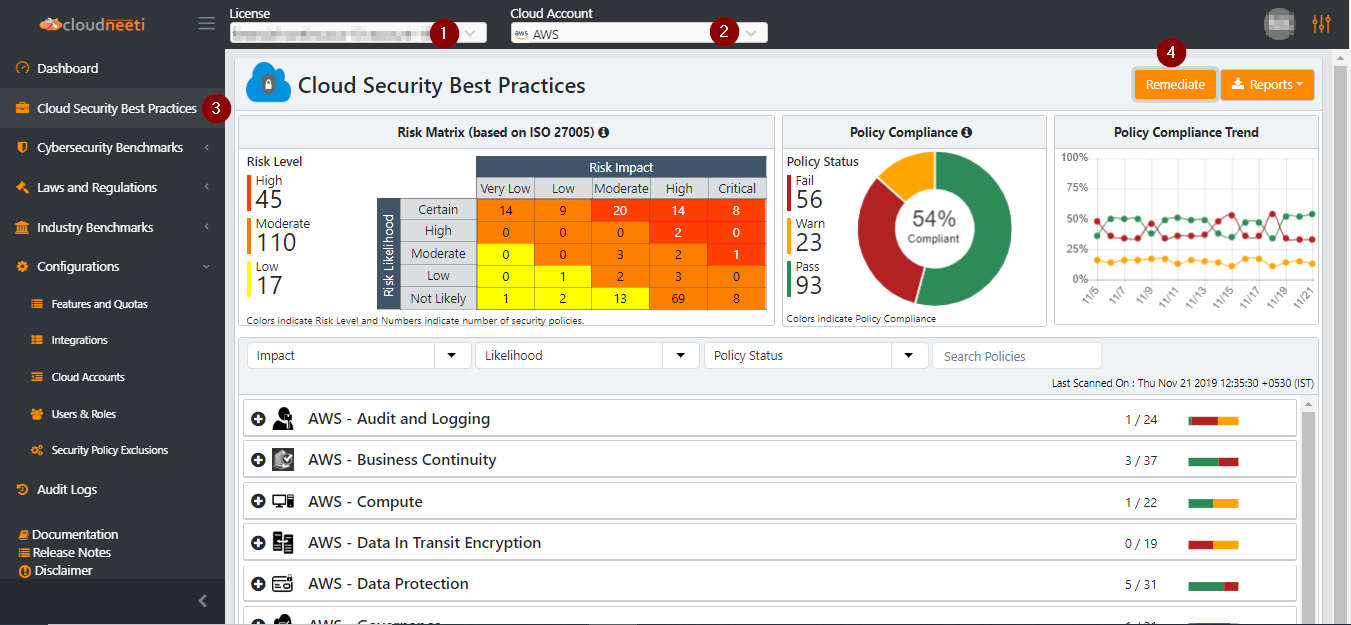 cloudneeti
License
1
Cloud Account
aws AWS
2
Dashboard
Cloud Security Best Practices
3
Cybersecurity Benchmarks
Laws and Regulations
Industry Benchmarks
Configurations
Features and Quotas
Integrations
Cloud Accounts
Users & Roles
Security Policy Exclusions
Audit Logs
Documentation
Release Notes
Disclaimer
4
Cloud Security Best Practices
Remediate
Reports
Risk Matrix (based on ISO 27005)
Risk Level
High
45
Moderate
110
Low
17
Risk Impact
Very Low Low Moderate High Critical
Risk Likelihood
Certain 14 9 20 14 8
High 0 0 0 2 0
Moderate 0 0 3 2 1
Low 0 1 2 3 0
Not Likely 1 2 13 69 8
Colors indicate Risk Level and Numbers indicate number of security policies.
Policy Compliance
Policy Status
Fail
56
Warn
23
Pass
93
54%
Compliant
Colors indicate Policy Compliance
Policy Compliance Trend
100%
75%
50%
25%
0%
11/5 11/7 11/9 11/11 11/13 11/15 11/17 11/19 11/21
Impact
Likelihood
Policy Status
Search Policies
Last Scanned On : Thu Nov 21 2019 12:35:30 +0530 (IST)
AWS - Audit and Logging 1 / 24
AWS - Business Continuity 3 / 37
AWS - Compute 1 / 22
AWS - Data In Transit Encryption 0 / 19
AWS - Data Protection 5 / 31